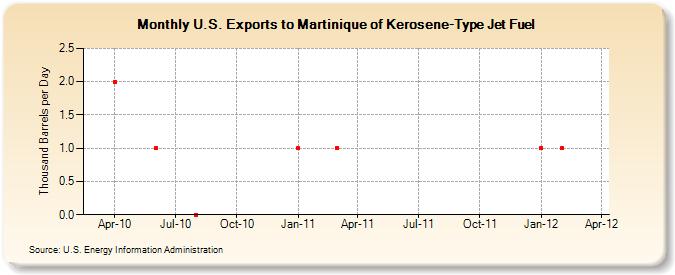 Monthly U.S. Exports to Martinique of Kerosene-Type Jet Fuel
Thousand Barrels per Day
2.5
2.0
1.5
1.0
0.5
0.0
Apr-10 Jul-10 Oct-10 Jan-11 Apr-11 Jul-11 Oct-11 Jan-12 Apr-12
Source: U.S. Energy Information Administration